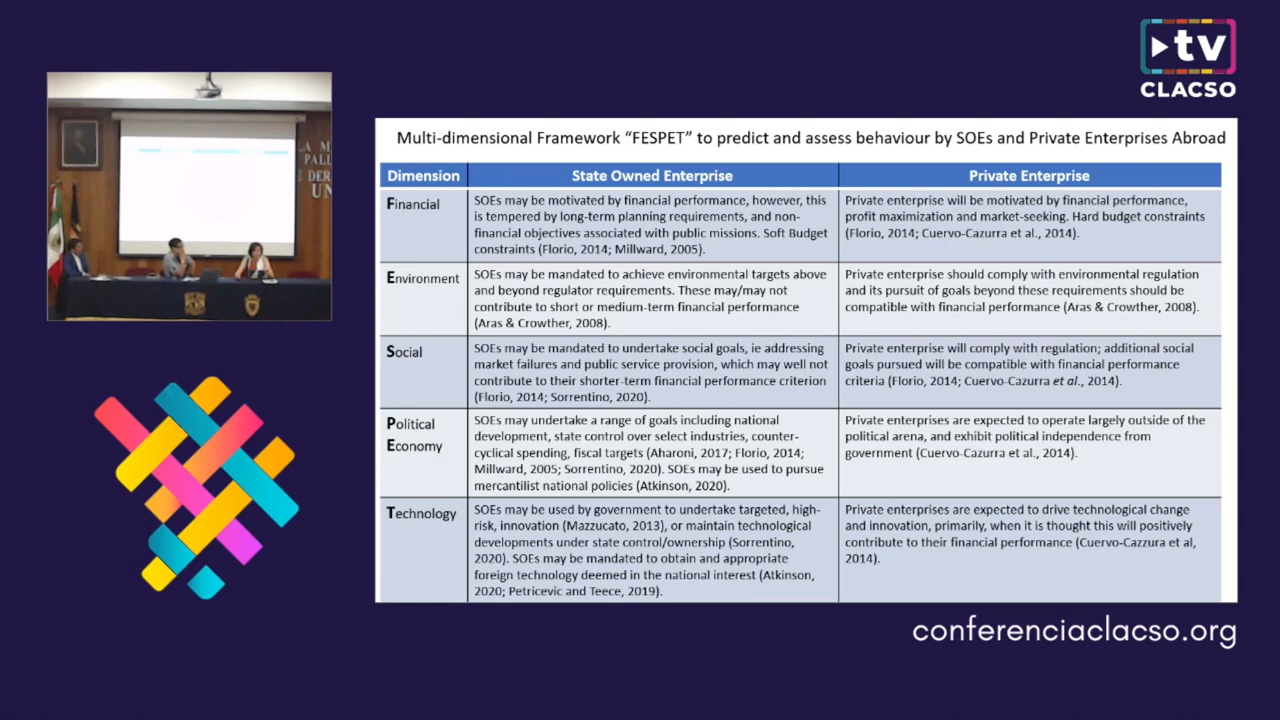 tv
CLACSO
LA M
PALL
DER
UN
Multi-dimensional Framework “FESPET” to predict and assess behaviour by SOEs and Private Enterprises Abroad
Dimension
State Owned Enterprise
Private Enterprise
Financial
SOEs may be motivated by financial performance, however, this
is tempered by long-term planning requirements, and non-
financial objectives associated with public missions. Soft Budget
constraints (Florio, 2014; Millward, 2005).
Private enterprise will be motivated by financial performance,
profit maximization and market-seeking. Hard budget constraints
(Florio, 2014; Cuervo-Cazurra et al., 2014).
Environment
SOEs may be mandated to achieve environmental targets above
and beyond regulator requirements. These may/may not
contribute to short or medium-term financial performance
(Aras & Crowther, 2008).
Private enterprise should comply with environmental regulation
and its pursuit of goals beyond these requirements should be
compatible with financial performance (Aras & Crowther, 2008).
Social
SOEs may be mandated to undertake social goals, ie addressing
market failures and public service provision, which may well not
contribute to their shorter-term financial performance criterion
(Florio, 2014; Sorrentino, 2020).
Private enterprise will comply with regulation; additional social
goals pursued will be compatible with financial performance
criteria (Florio, 2014; Cuervo-Cazurra et al., 2014).
Political
Economy
SOEs may undertake a range of goals including national
development, state control over select industries, counter-
cyclical spending, fiscal targets (Aharoni, 2017; Florio, 2014;
Millward, 2005; Sorrentino, 2020). SOEs may be used to pursue
mercantilist national policies (Atkinson, 2020).
Private enterprises are expected to operate largely outside of the
political arena, and exhibit political independence from
government (Cuervo-Cazurra et al., 2014).
Technology
SOEs may be used by government to undertake targeted, high-
risk, innovation (Mazzucato, 2013), or maintain technological
developments under state control/ownership (Sorrentino,
2020). SOEs may be mandated to obtain and appropriate
foreign technology deemed in the national interest (Atkinson,
2020; Petricevic and Teece, 2019).
Private enterprises are expected to drive technological change
and innovation, primarily, when it is thought this will positively
contribute to their financial performance (Cuervo-Cazzura et al,
2014).
conferenciaclacso.org